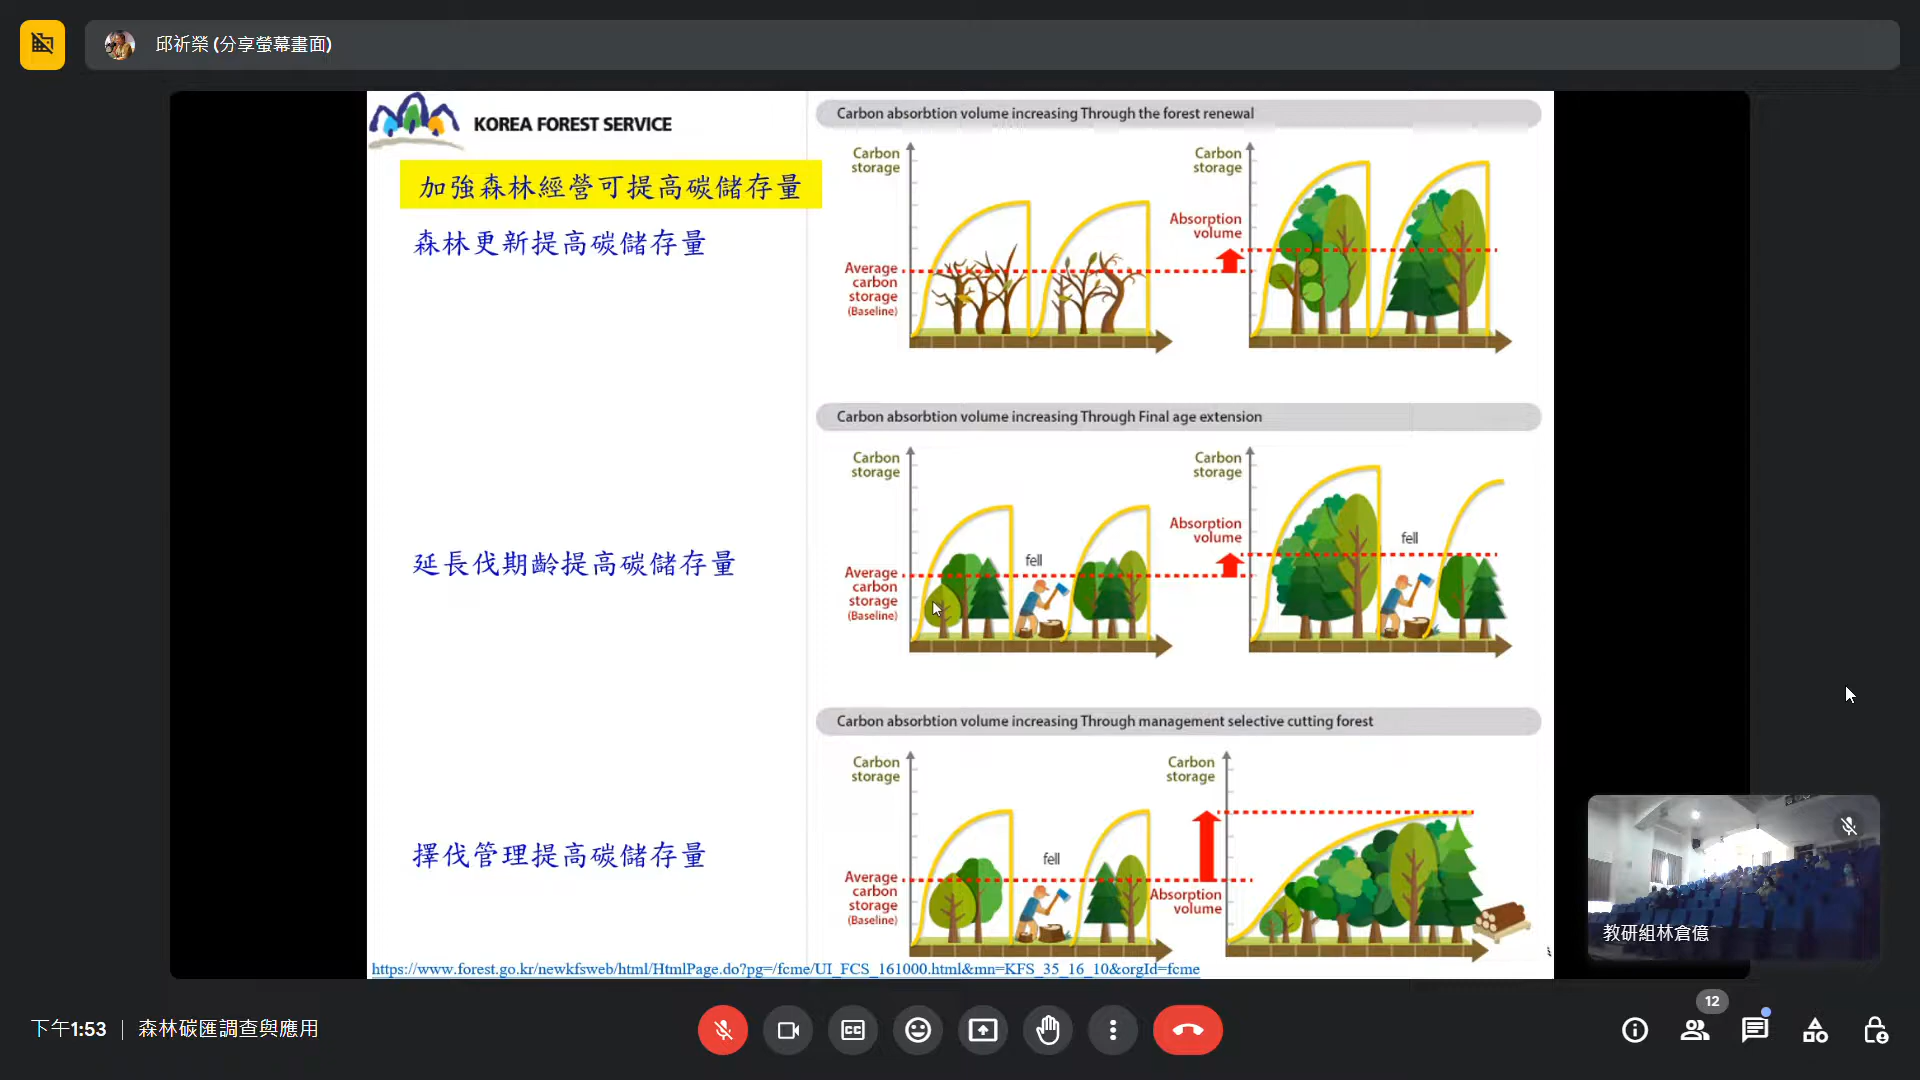 邱祈榮 (分享螢幕畫面)
KOREA FOREST SERVICE
加強森林經營可提高碳儲存量
森林更新提高碳儲存量
Carbon absorbtion volume increasing Through the forest renewal
Carbon
storage
Average
carbon
storage
(Baseline)
Carbon
storage
Absorption
volume
延長伐期齡提高碳儲存量
Carbon absorbtion volume increasing Through Final age extension
Carbon
storage
fell
Average
carbon
storage
(Baseline)
Carbon
storage
Absorption
volume
fell
擇伐管理提高碳儲存量
Carbon absorbtion volume increasing Through management selective cutting forest
Carbon
storage
fell
Average
carbon
storage
(Baseline)
Carbon
storage
Absorption
volume
https://www.forest.go.kr/newkfsweb/html/HtmlPage.do?pg=/fcme/UI_FCS_161000.html&mn=KFS_35_16_10&orgId=fcme
教研組林倉億
下午1:53 | 森林碳匯調查與應用
12